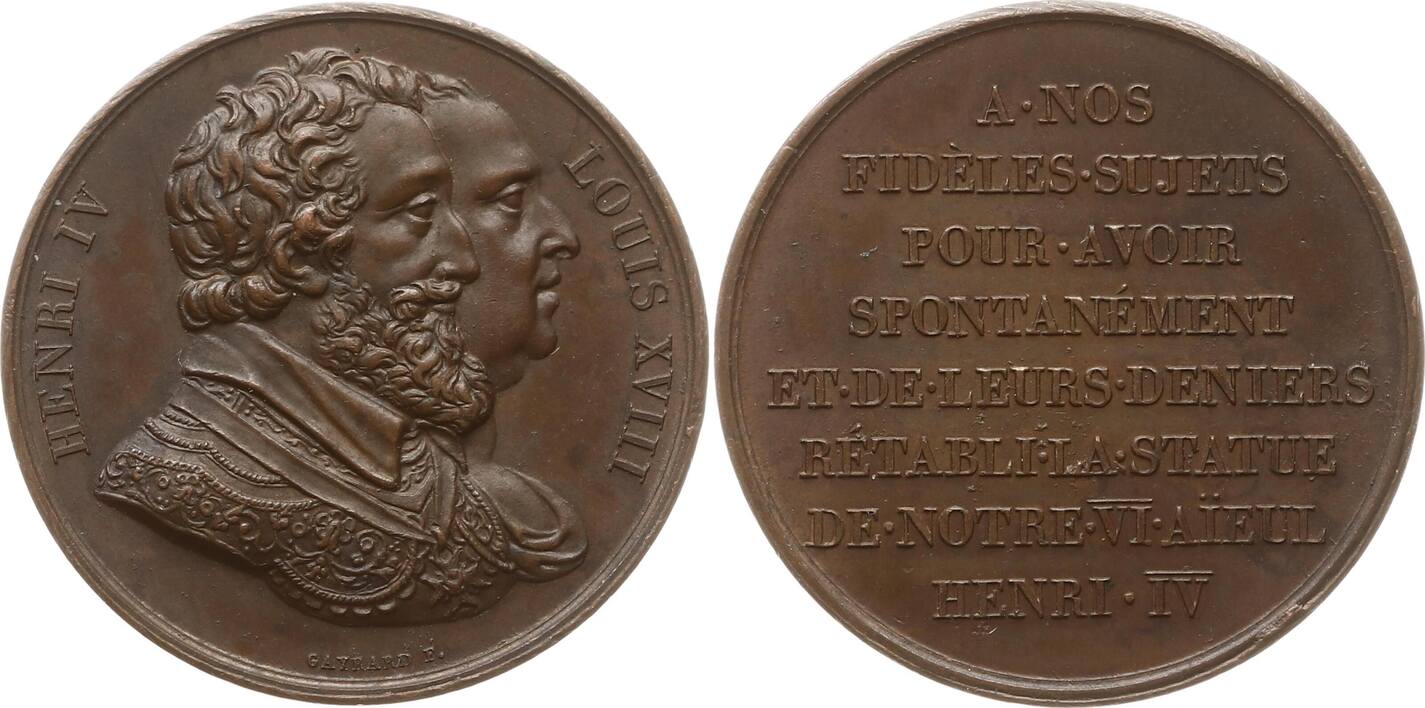 HENRI IV
LOUIS XVIII
GAYRARD F.
A·NOS
FIDÈLES·SUJETS
POUR·AVOIR
SPONTANÉMENT
ET·DE·LEURS·DENIERS
RÉTABLI·LA·STATUE
DE·NOTRE·VI·AÏEUL
HENRI·IV